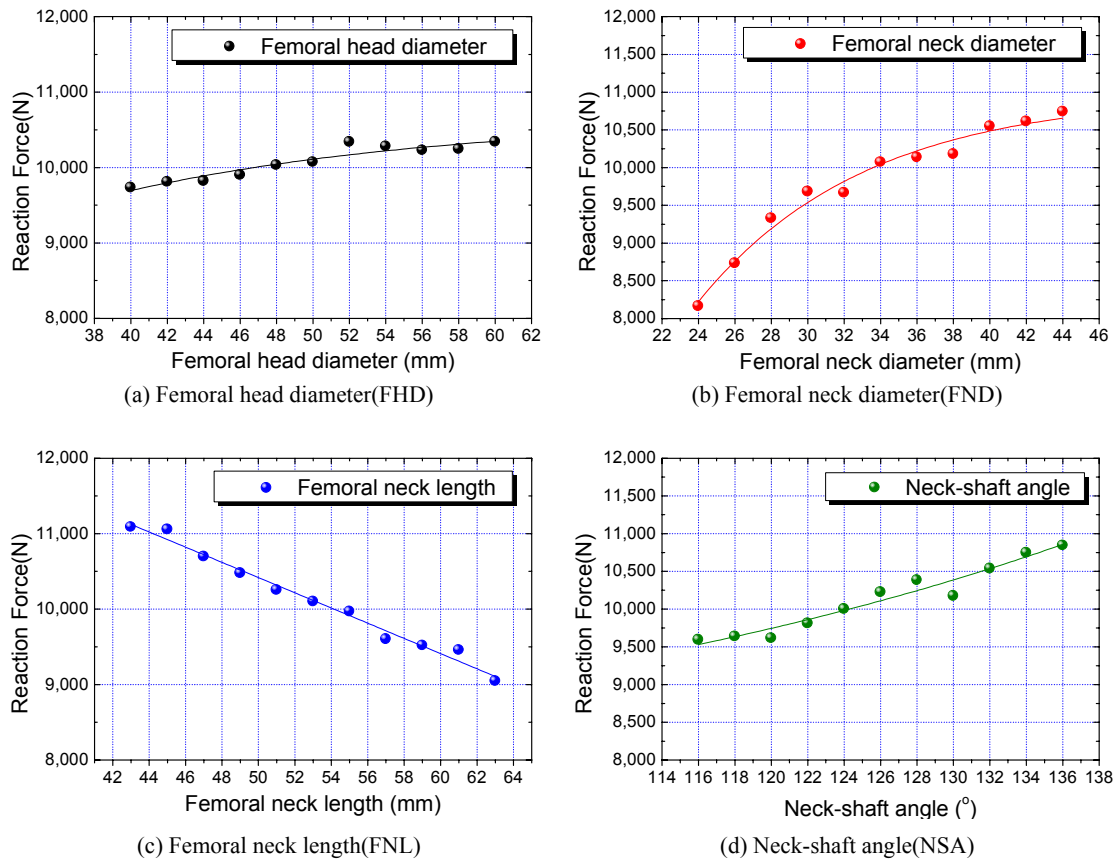 12,000
11,000
10,000
9,000
8,000
Reaction Force(N)
Femoral head diameter
38 40 42 44 46 48 50 52 54 56 58 60 62
Femoral head diameter (mm)
(a) Femoral head diameter(FHD)
12,000
11,500
11,000
10,500
10,000
9,500
9,000
8,500
8,000
Reaction Force(N)
Femoral neck diameter
22 24 26 28 30 32 34 36 38 40 42 44 46
Femoral neck diameter (mm)
(b) Femoral neck diameter(FND)
12,000
11,000
10,000
9,000
8,000
Reaction Force(N)
Femoral neck length
42 44 46 48 50 52 54 56 58 60 62 64
Femoral neck length (mm)
(c) Femoral neck length(FNL)
12,000
11,500
11,000
10,500
10,000
9,500
9,000
8,500
8,000
Reaction Force(N)
Neck-shaft angle
114 116 118 120 122 124 126 128 130 132 134 136 138
Neck-shaft angle (°)
(d) Neck-shaft angle(NSA)